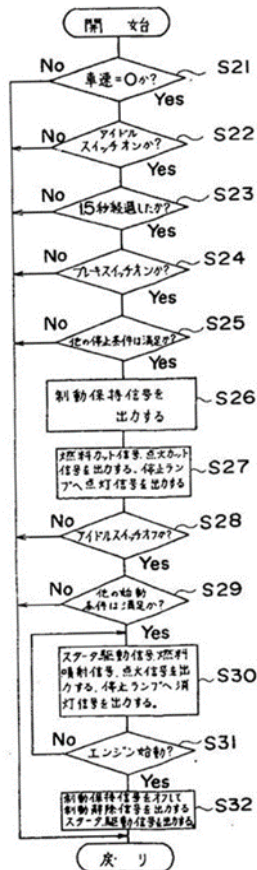 開始
S21
No
車速=0か?
Yes
S22
No
アイドル
スイッチオンか?
Yes
S23
No
1.5秒経過したか?
Yes
S24
No
ブレーキスイッチオンか?
Yes
S25
No
他の停止条件は満足か?
Yes
S26
制動保持信号を
出力する
S27
燃料カット信号、点火カット
信号を出力する、停止ラン
プへ点灯信号を出力する
S28
No
アイドルスイッチオフか?
Yes
S29
No
他の始動
条件は満足か?
Yes
S30
スタータ駆動信号、燃料
噴射信号、点火信号を出
力する、停止ランプへ消
灯信号を出力する。
S31
No
エンジン始動?
Yes
S32
制動保持信号をオフして
制動解除信号を出力する
スタータ駆動信号を出力する
戻り